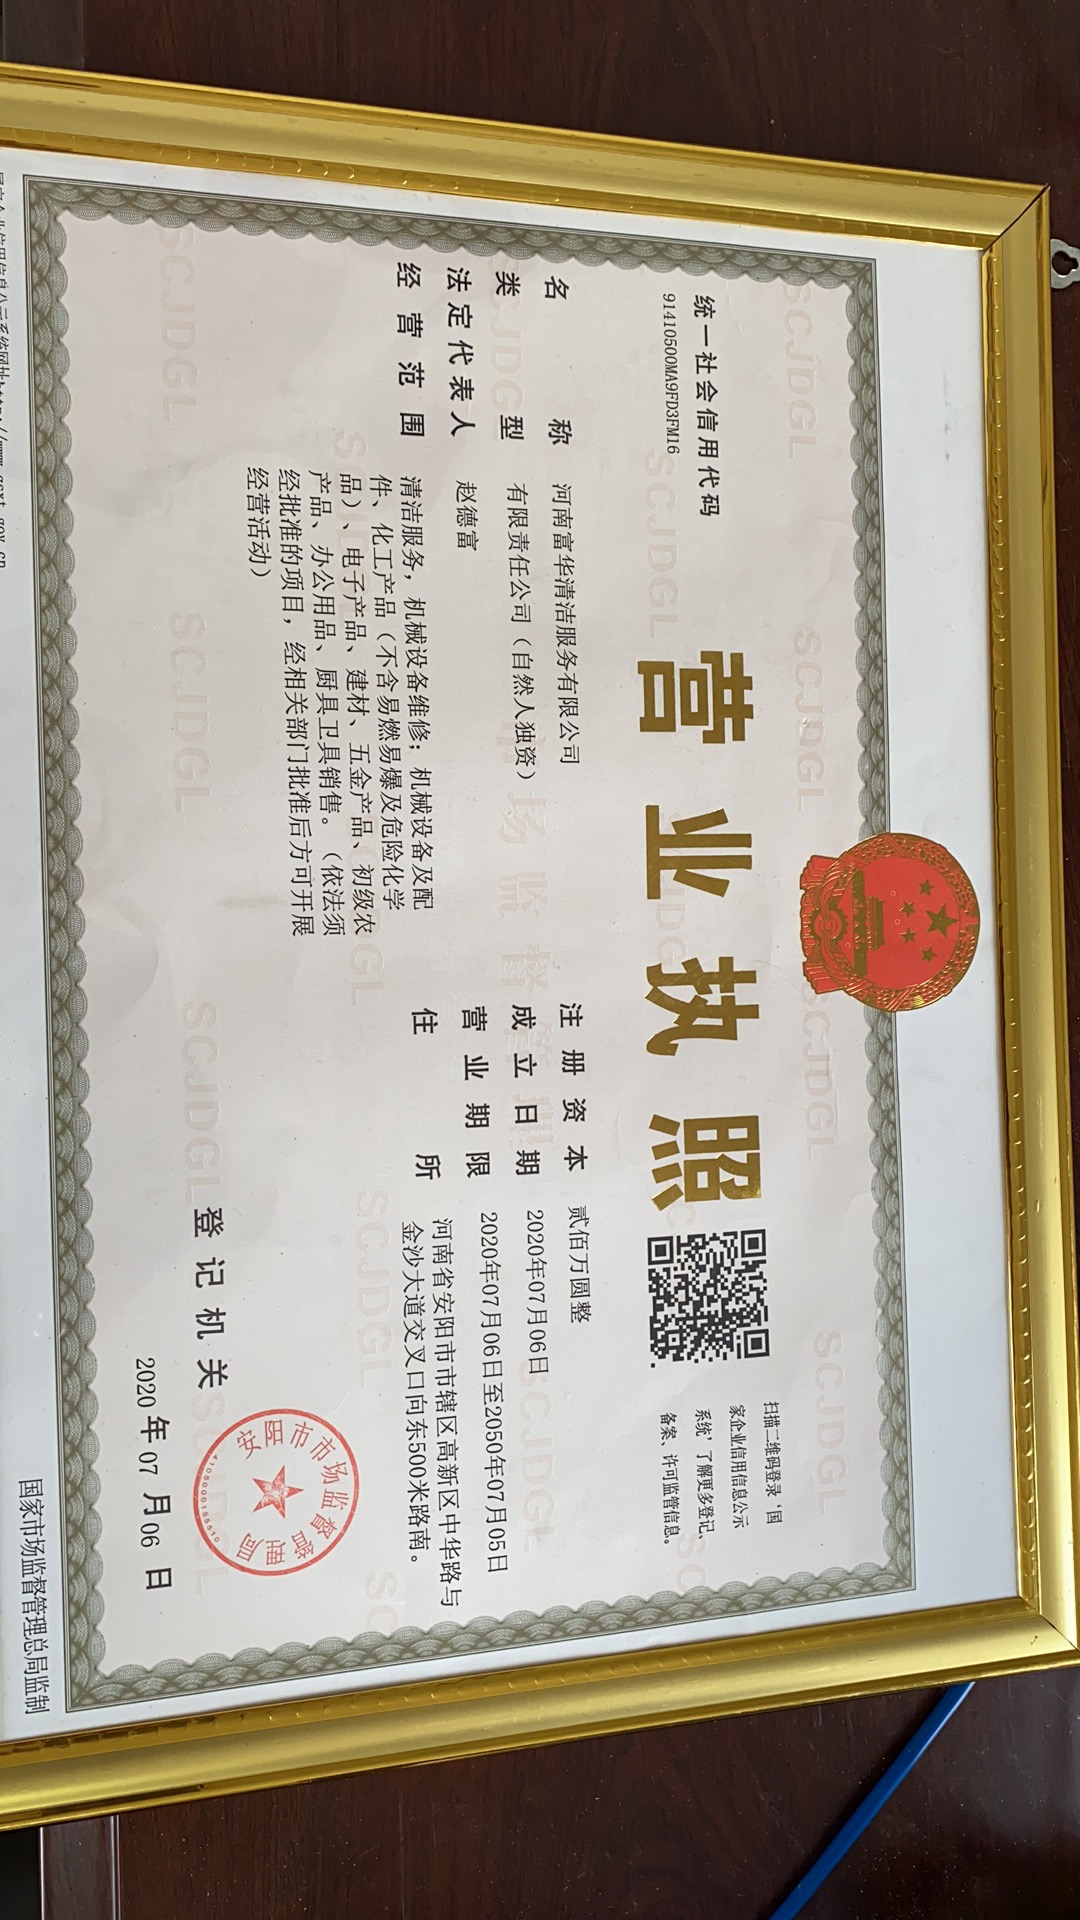 营业执照
统一社会信用代码
91410500MA9FD3FM16
扫描二维码登录‘国
家企业信用信息公示
系统’了解更多登记、
备案、许可监管信息。
名称 河南富华清洁服务有限公司
类型 有限责任公司（自然人独资）
法定代表人 赵德富
经营范围 清洁服务，机械设备维修；机械设备及配
件、化工产品（不含易燃易爆及危险化学
品）、电子产品、建材、五金产品、初级农
产品、办公用品、厨具卫具销售。（依法须
经批准的项目，经相关部门批准后方可开展
经营活动）
注册资本 贰佰万圆整
成立日期 2020年07月06日
营业期限 2020年07月06日至2050年07月05日
住所 河南省安阳市市辖区高新区中华路与
金沙大道交叉口向东500米路南。
登记机关
安阳市市场监督管理局
2020年07月06日
国家市场监督管理总局监制